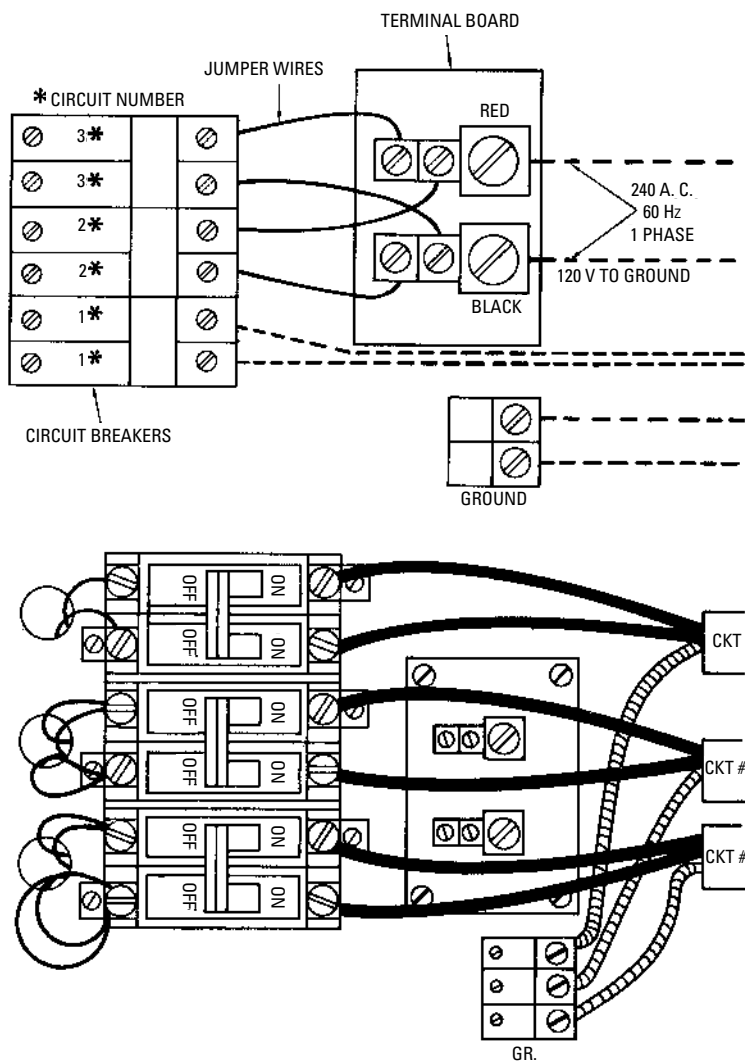 TERMINAL BOARD
JUMPER WIRES
* CIRCUIT NUMBER
RED
3*
3*
240 A. C.
60 Hz
1 PHASE
2*
2*
120 V TO GROUND
BLACK
1*
1*
CIRCUIT BREAKERS
GROUND
OFF
ON
OFF
ON
CKT
OFF
ON
OFF
ON
CKT #
OFF
ON
CKT #
OFF
ON
GR.